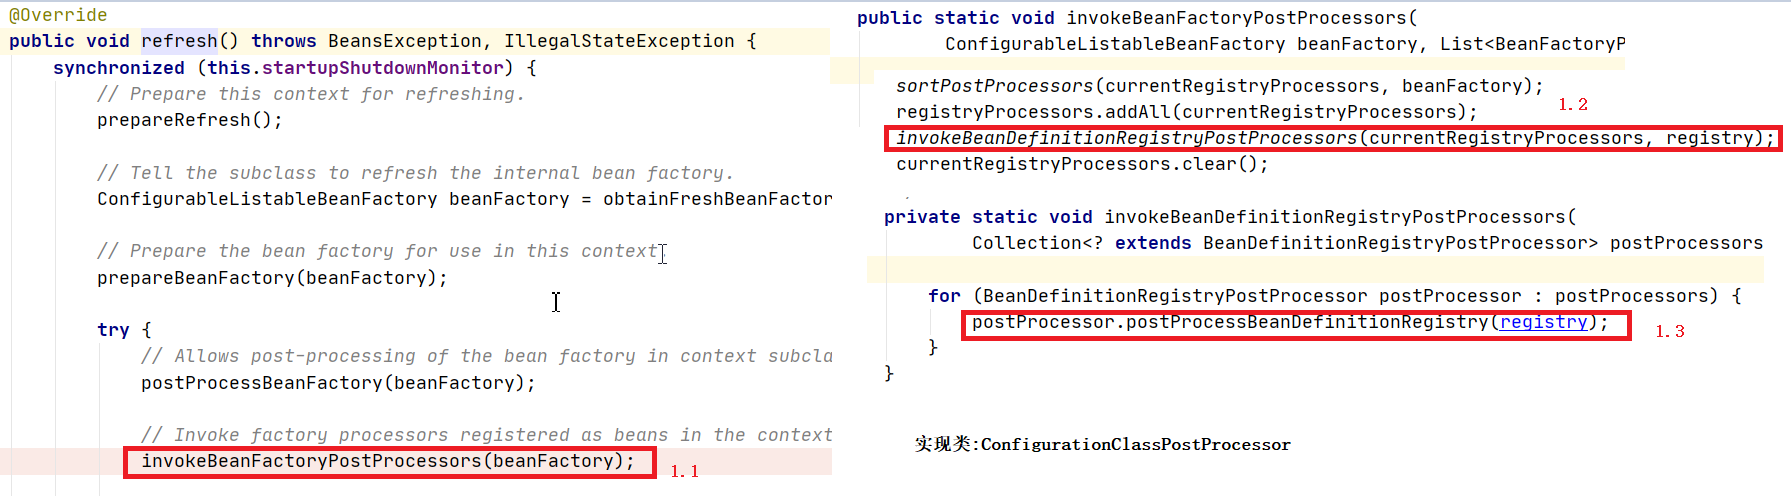 @Override
public void refresh() throws BeansException, IllegalStateException {
synchronized (this.startupShutdownMonitor) {
// Prepare this context for refreshing.
prepareRefresh();
// Tell the subclass to refresh the internal bean factory.
ConfigurableListableBeanFactory beanFactory = obtainFreshBeanFactor
// Prepare the bean factory for use in this context.
prepareBeanFactory(beanFactory);
try {
// Allows post-processing of the bean factory in context subcla
postProcessBeanFactory(beanFactory);
// Invoke factory processors registered as beans in the context
invokeBeanFactoryPostProcessors(beanFactory);
1.1
public static void invokeBeanFactoryPostProcessors(
ConfigurableListableBeanFactory beanFactory, List<BeanFactoryP
sortPostProcessors(currentRegistryProcessors, beanFactory);
1.2
registryProcessors.addAll(currentRegistryProcessors);
invokeBeanDefinitionRegistryPostProcessors(currentRegistryProcessors, registry);
currentRegistryProcessors.clear();
private static void invokeBeanDefinitionRegistryPostProcessors(
Collection<? extends BeanDefinitionRegistryPostProcessor> postProcessors
for (BeanDefinitionRegistryPostProcessor postProcessor : postProcessors) {
postProcessor.postProcessBeanDefinitionRegistry(registry);
1.3
}
}
实现类:ConfigurationClassPostProcessor